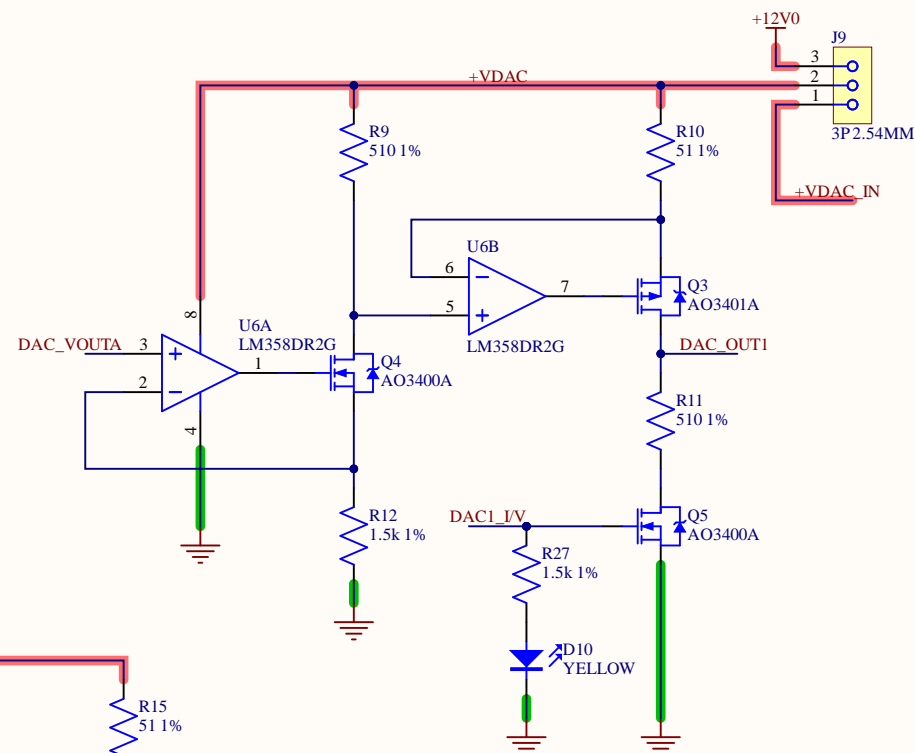 +12V0
J9
3
+VDAC
2
1
3P 2.54MM
R9
510 1%
R10
51 1%
+VDAC_IN
U6B
6
7
5
LM358DR2G
Q3
AO3401A
8
U6A
LM358DR2G
DAC_VOUTA
3
1
2
4
Q4
AO3400A
DAC_OUT1
R11
510 1%
R12
1.5k 1%
DAC1_I/V
Q5
AO3400A
R27
1.5k 1%
D10
YELLOW
R15
51 1%